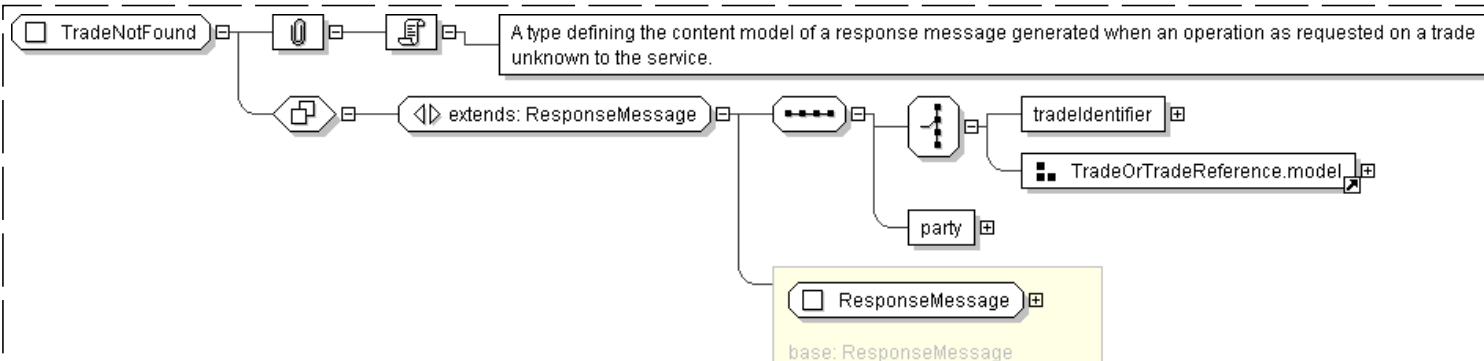 TradeNotFound
A type defining the content model of a response message generated when an operation as requested on a trade
unknown to the service.
extends: ResponseMessage
tradeIdentifier
TradeOrTradeReference.model
party
ResponseMessage
base: ResponseMessage